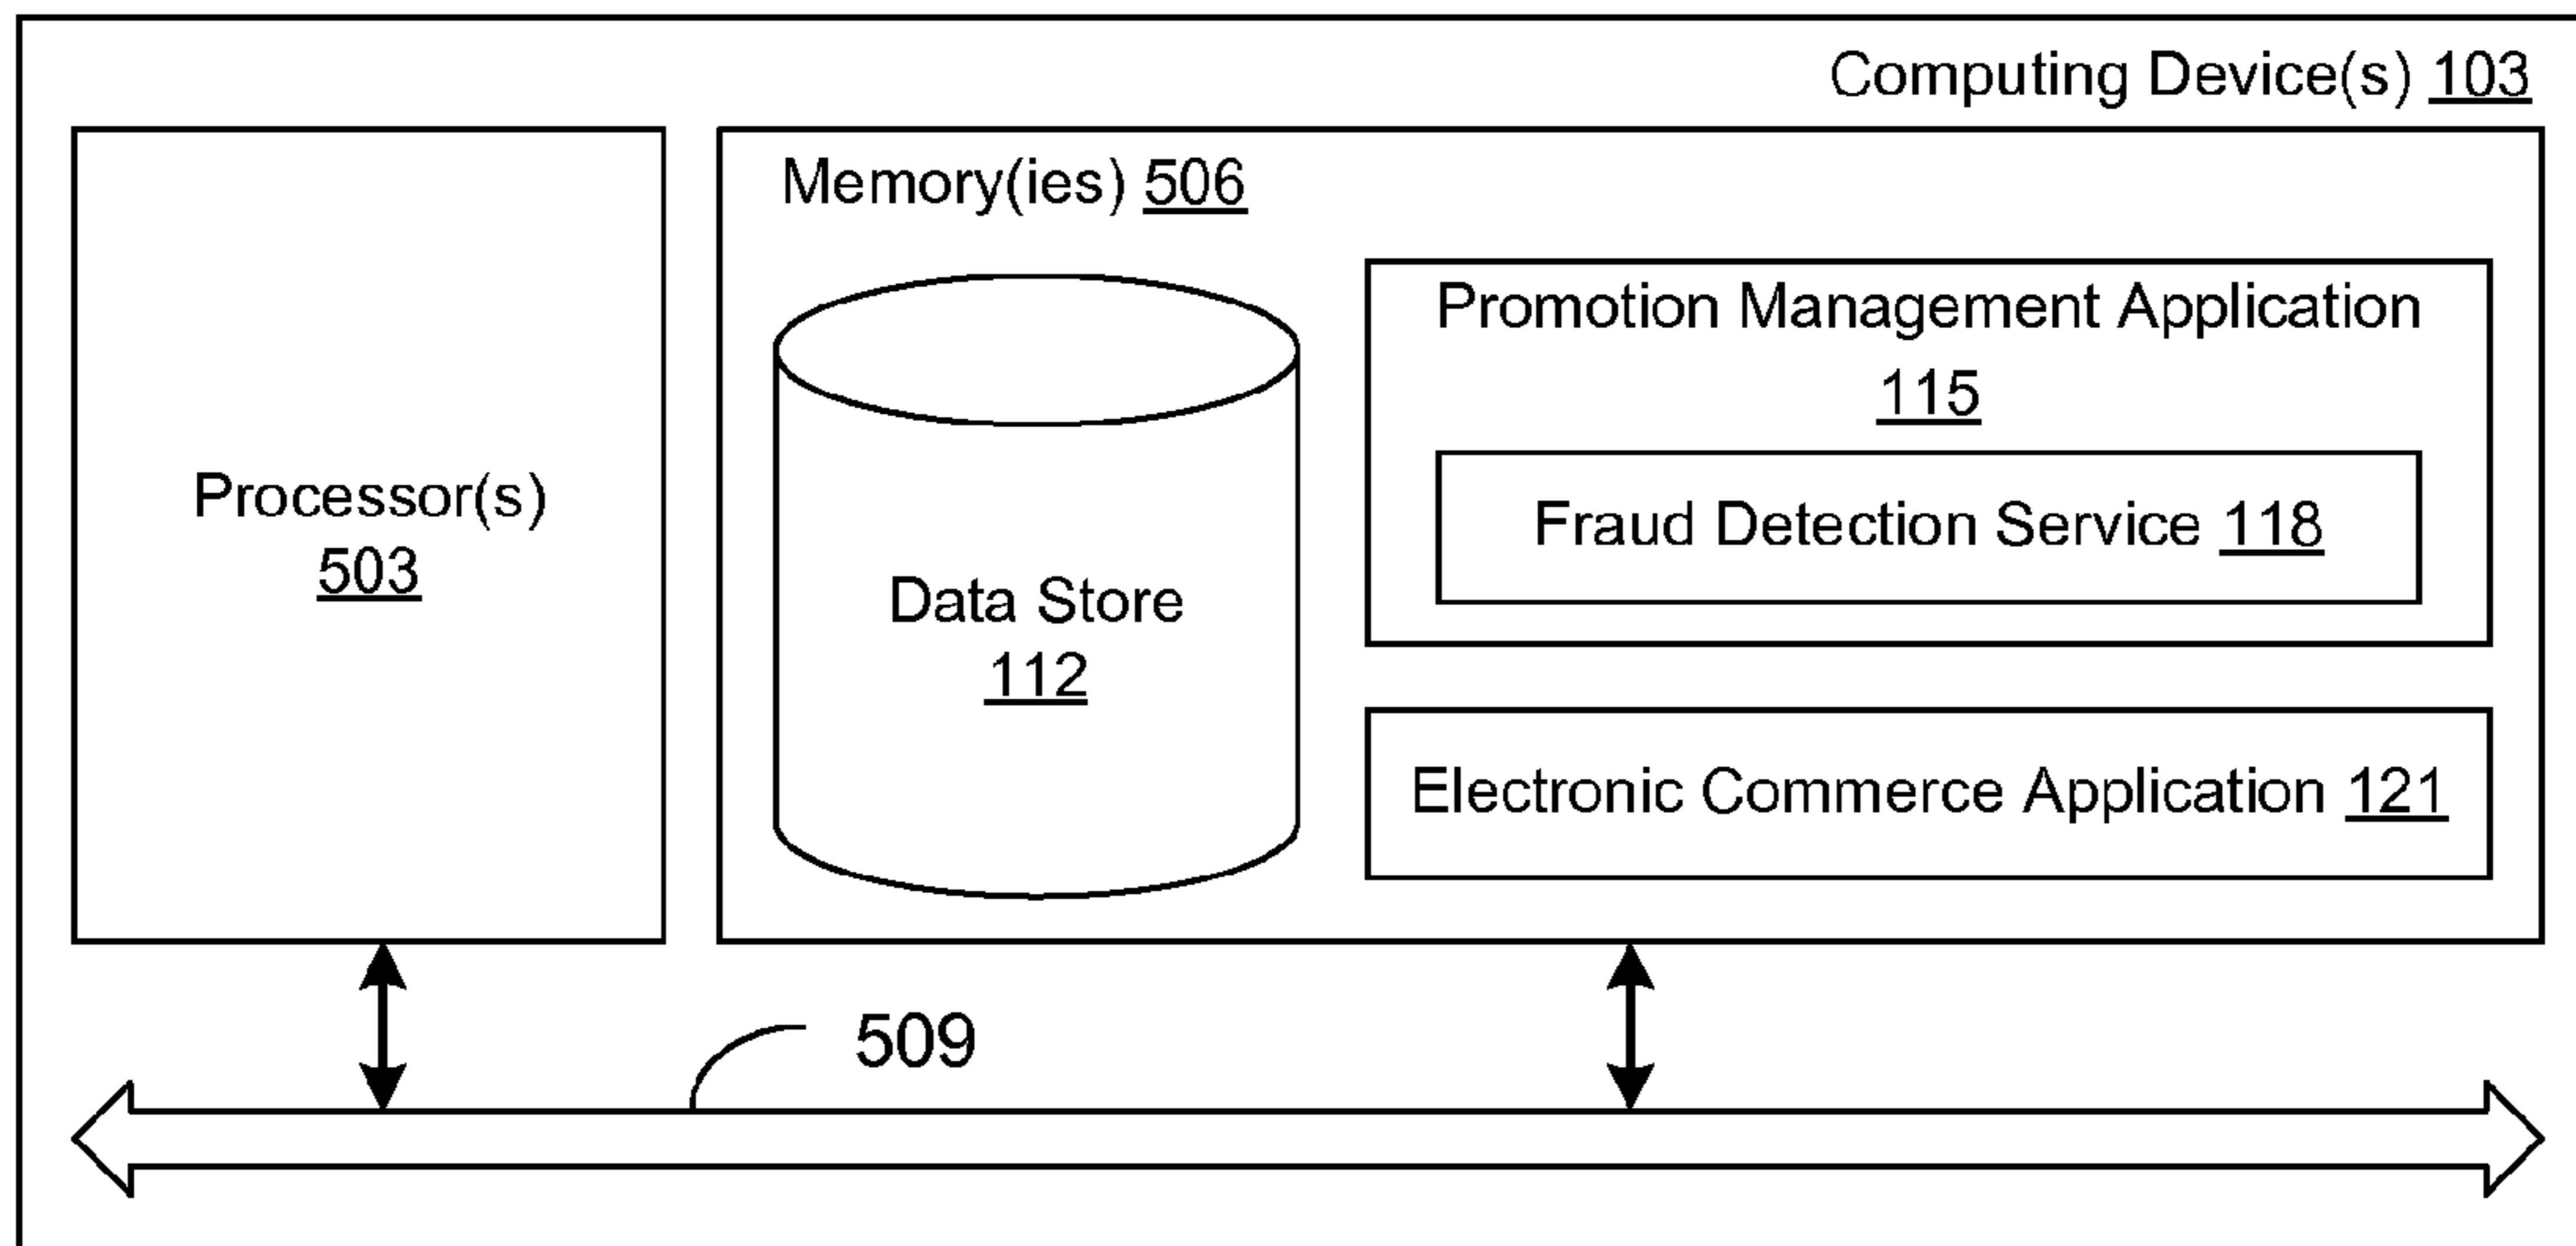 Computing Device(s) 103
Processor(s)
503
Memory(ies) 506
Data Store
112
Promotion Management Application
115
Fraud Detection Service 118
Electronic Commerce Application 121
509